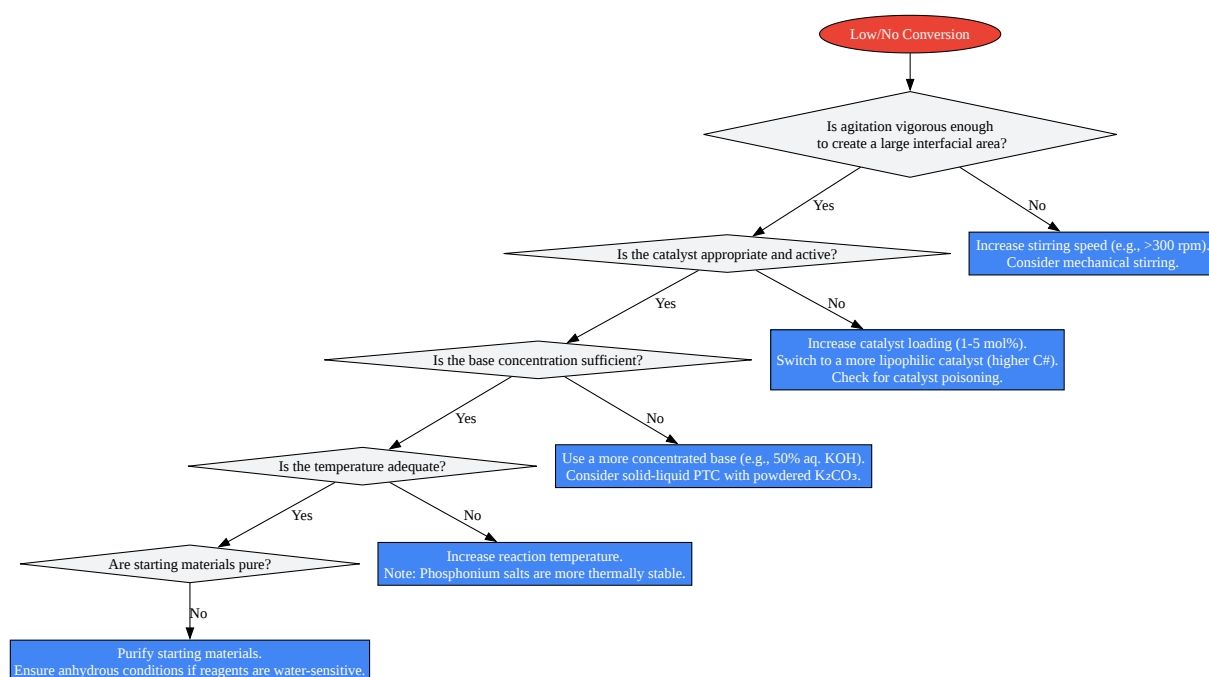 Low/No Conversion
Is agitation vigorous enough
to create a large interfacial area?
Yes
No
Increase stirring speed (e.g., >300 rpm).
Consider mechanical stirring.
Is the catalyst appropriate and active?
Yes
No
Increase catalyst loading (1-5 mol%).
Switch to a more lipophilic catalyst (higher C#).
Check for catalyst poisoning.
Is the base concentration sufficient?
Yes
No
Use a more concentrated base (e.g., 50% aq. KOH).
Consider solid-liquid PTC with powdered K₂CO₃.
Is the temperature adequate?
Yes
No
Increase reaction temperature.
Note: Phosphonium salts are more thermally stable.
Are starting materials pure?
No
Purify starting materials.
Ensure anhydrous conditions if reagents are water-sensitive.